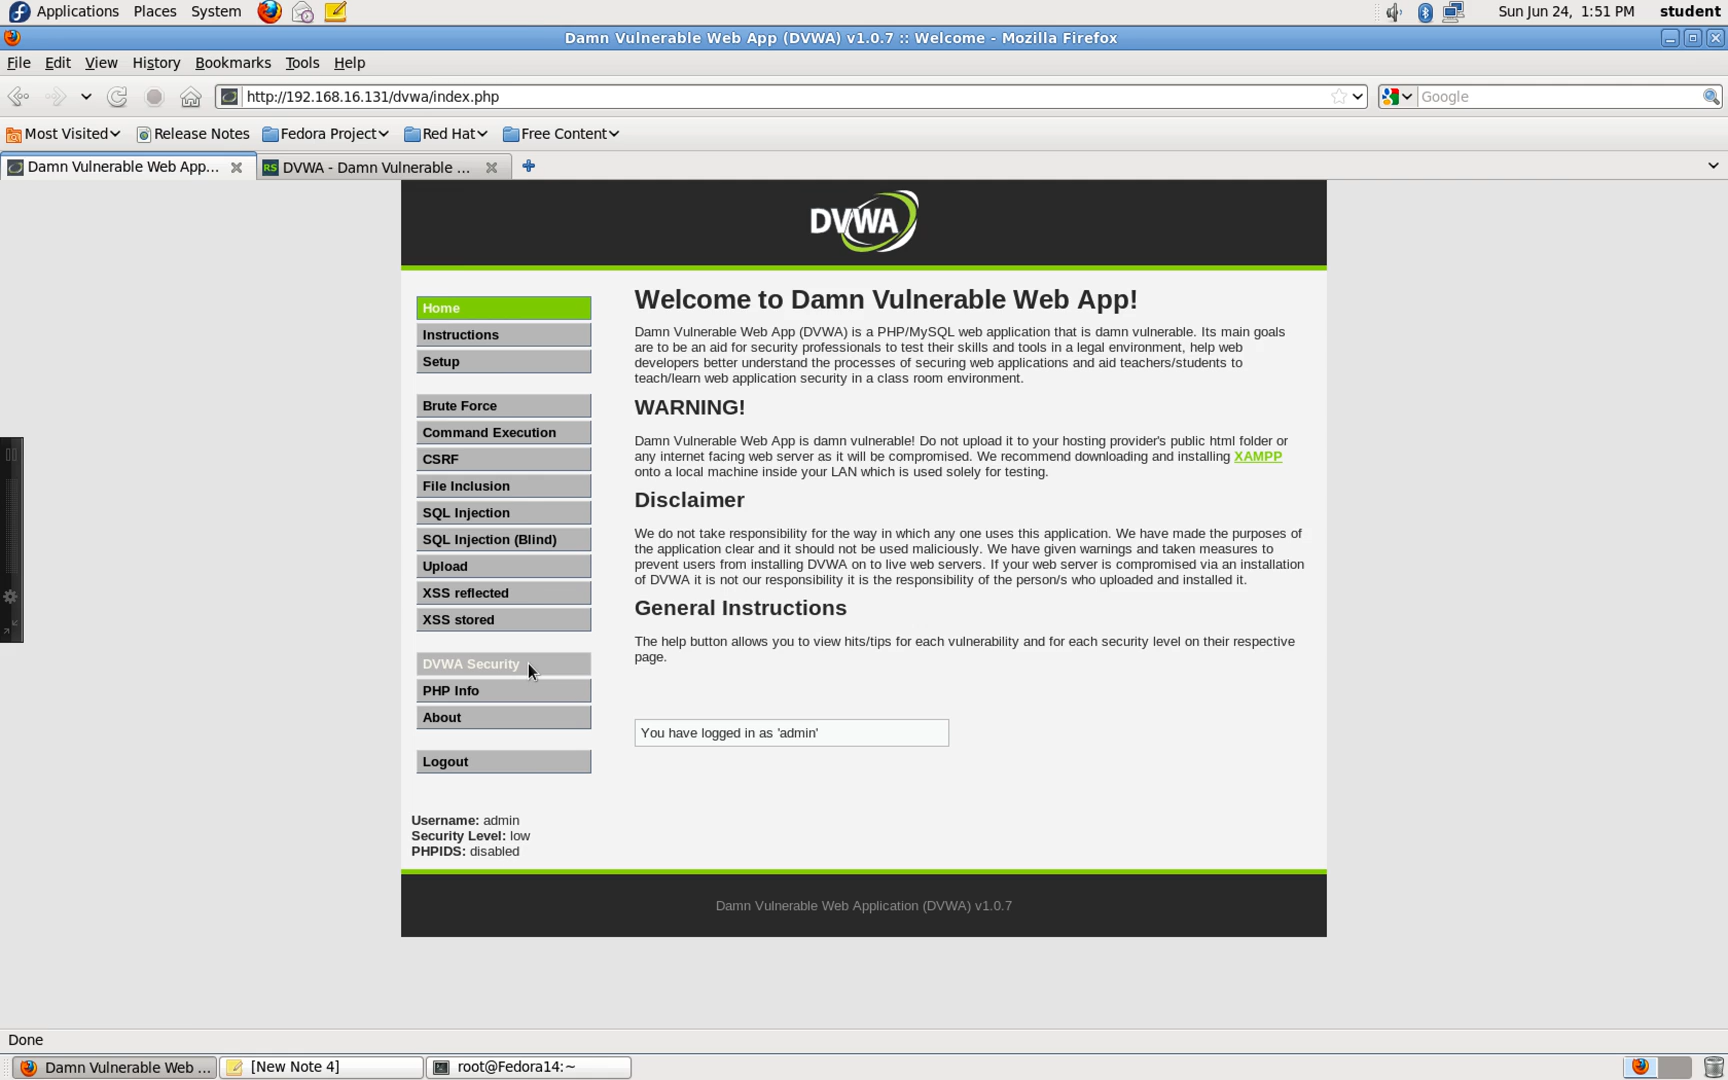 Applications Places System Sun Jun 24, 1:51 PM student
Damn Vulnerable Web App (DVWA) v1.0.7 :: Welcome - Mozilla Firefox
File Edit View History Bookmarks Tools Help
http://192.168.16.131/dvwa/index.php Google
Most Visited Release Notes Fedora Project Red Hat Free Content
Damn Vulnerable Web App... RS DVWA - Damn Vulnerable ...
DVWA
Home
Instructions
Setup
Brute Force
Command Execution
CSRF
File Inclusion
SQL Injection
SQL Injection (Blind)
Upload
XSS reflected
XSS stored
DVWA Security
PHP Info
About
Logout
Username: admin
Security Level: low
PHPIDS: disabled
Welcome to Damn Vulnerable Web App!
Damn Vulnerable Web App (DVWA) is a PHP/MySQL web application that is damn vulnerable. Its main goals
are to be an aid for security professionals to test their skills and tools in a legal environment, help web
developers better understand the processes of securing web applications and aid teachers/students to
teach/learn web application security in a class room environment.
WARNING!
Damn Vulnerable Web App is damn vulnerable! Do not upload it to your hosting provider's public html folder or
any internet facing web server as it will be compromised. We recommend downloading and installing XAMPP
onto a local machine inside your LAN which is used solely for testing.
Disclaimer
We do not take responsibility for the way in which any one uses this application. We have made the purposes of
the application clear and it should not be used maliciously. We have given warnings and taken measures to
prevent users from installing DVWA on to live web servers. If your web server is compromised via an installation
of DVWA it is not our responsibility it is the responsibility of the person/s who uploaded and installed it.
General Instructions
The help button allows you to view hits/tips for each vulnerability and for each security level on their respective
page.
You have logged in as 'admin'
Damn Vulnerable Web Application (DVWA) v1.0.7
Done
Damn Vulnerable Web ... [New Note 4] root@Fedora14:~